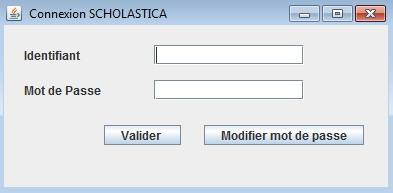 Connexion SCHOLASTICA
Identifiant
Mot de Passe
Valider Modifier mot de passe